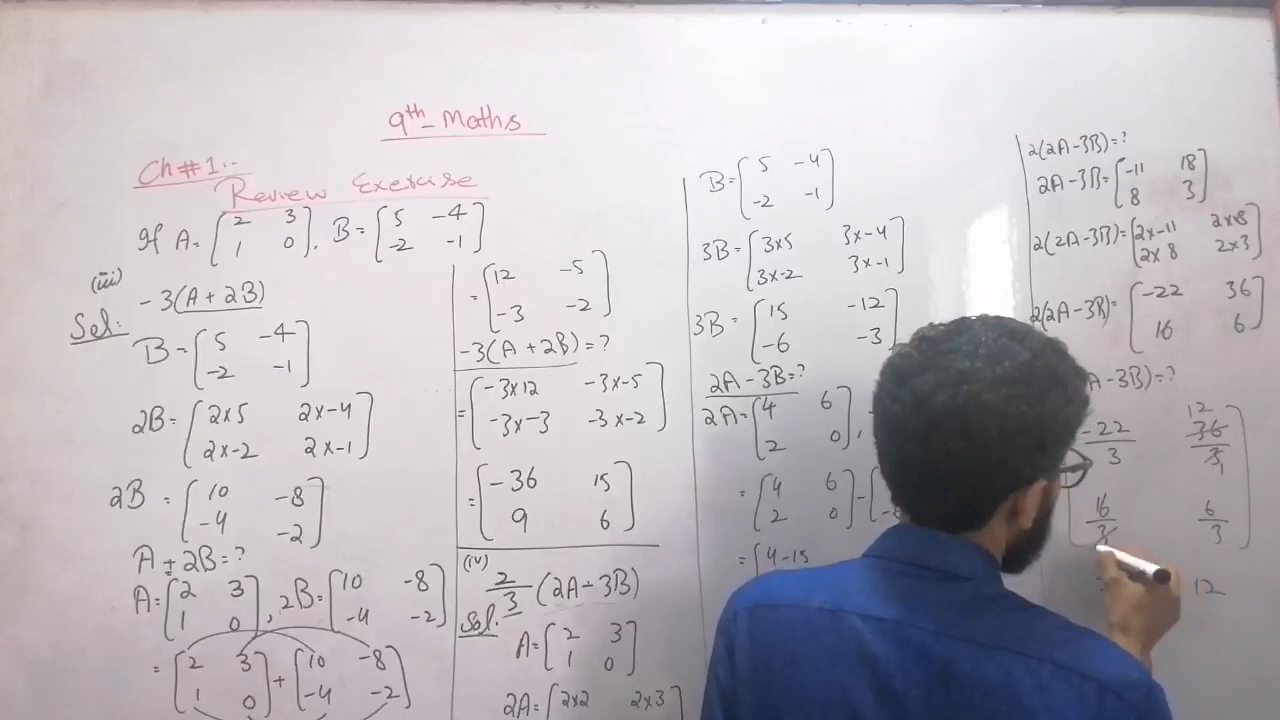 9th - Maths
Ch # 1:-
Review Exercise
If A = [2 3
1 0], B = [5 -4
-2 -1]
(iii)
-3(A + 2B)
Sol:
B = [5 -4
-2 -1]
2B = [2x5 2x-4
2x-2 2x-1]
2B = [10 -8
-4 -2]
A + 2B = ?
A = [2 3
1 0], 2B = [10 -8
-4 -2]
= [2 3
1 0] + [10 -8
-4 -2]
= [12 -5
-3 -2]
-3(A + 2B) = ?
= [-3x12 -3x-5
-3x-3 -3x-2]
= [-36 15
9 6]
(iv)
2/3 (2A - 3B)
Sol.
A = [2 3
1 0]
2A = [2x2 2x3
B = [5 -4
-2 -1]
3B = [3x5 3x-4
3x-2 3x-1]
3B = [15 -12
-6 -3]
2A - 3B = ?
2A = [4 6
2 0],
= [4 6
2 0] - [
= [4-15
2(2A - 3B) = ?
2A - 3B = [-11 18
8 3]
2(2A - 3B) = [2x-11 2x18
2x8 2x3]
2(2A - 3B) = [-22 36
16 6]
A - 3B) = ?
12
-22/3 36/3
1
16/3 6/3
12